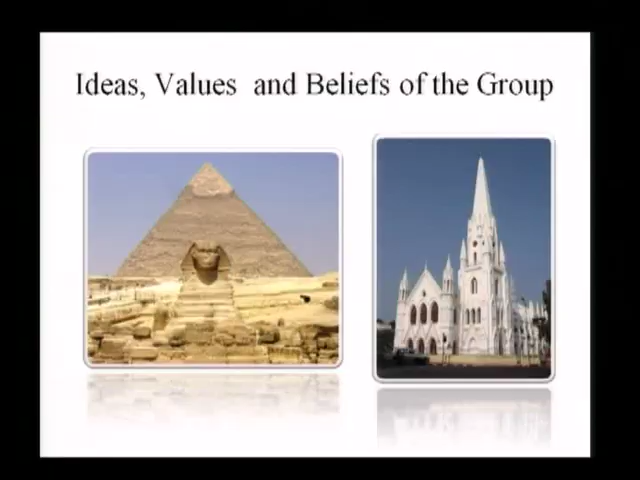 Ideas, Values and Beliefs of the Group